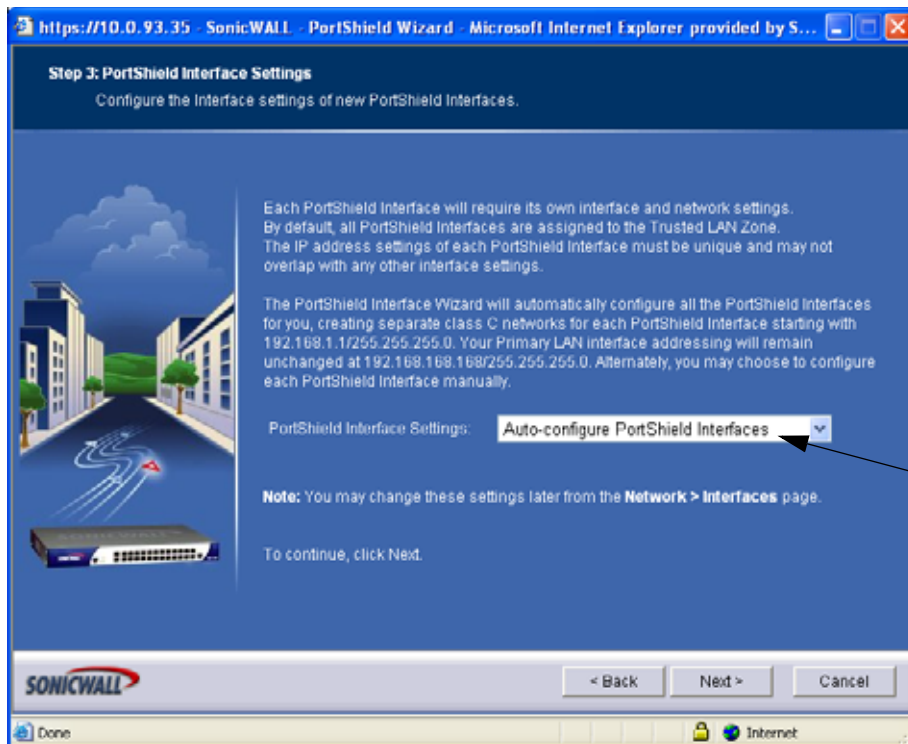 https://10.0.93.35 - SonicWALL - PortShield Wizard - Microsoft Internet Explorer provided by S...
Step 3: PortShield Interface Settings
Configure the Interface settings of new PortShield Interfaces.
Each PortShield Interface will require its own interface and network settings.
By default, all PortShield Interfaces are assigned to the Trusted LAN Zone.
The IP address settings of each PortShield Interface must be unique and may not
overlap with any other interface settings.
The PortShield Interface Wizard will automatically configure all the PortShield Interfaces
for you, creating separate class C networks for each PortShield Interface starting with
192.168.1.1/255.255.255.0. Your Primary LAN interface addressing will remain
unchanged at 192.168.168.168/255.255.255.0. Alternately, you may choose to configure
each PortShield Interface manually.
PortShield Interface Settings:
Auto-configure PortShield Interfaces
Note: You may change these settings later from the Network > Interfaces page.
SONICWALL
To continue, click Next.
SONICWALL
< Back
Next >
Cancel
Done
Internet